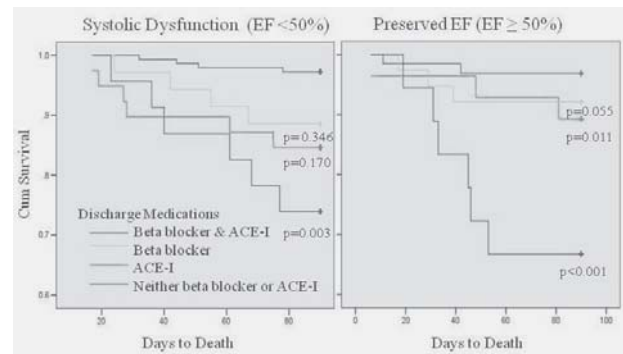 Systolic Dysfunction (EF <50%)
Preserved EF (EF ≥ 50%)
Cum Survival
1.0
.9
.8
0.7
0.6
p=0.346
p=0.170
p=0.003
Discharge Medications
Beta blocker & ACE-I
Beta blocker
ACE-I
Neither beta blocker or ACE-I
20 40 60 80
Days to Death
p=0.055
p=0.011
p<0.001
0 20 40 60 80 100
Days to Death